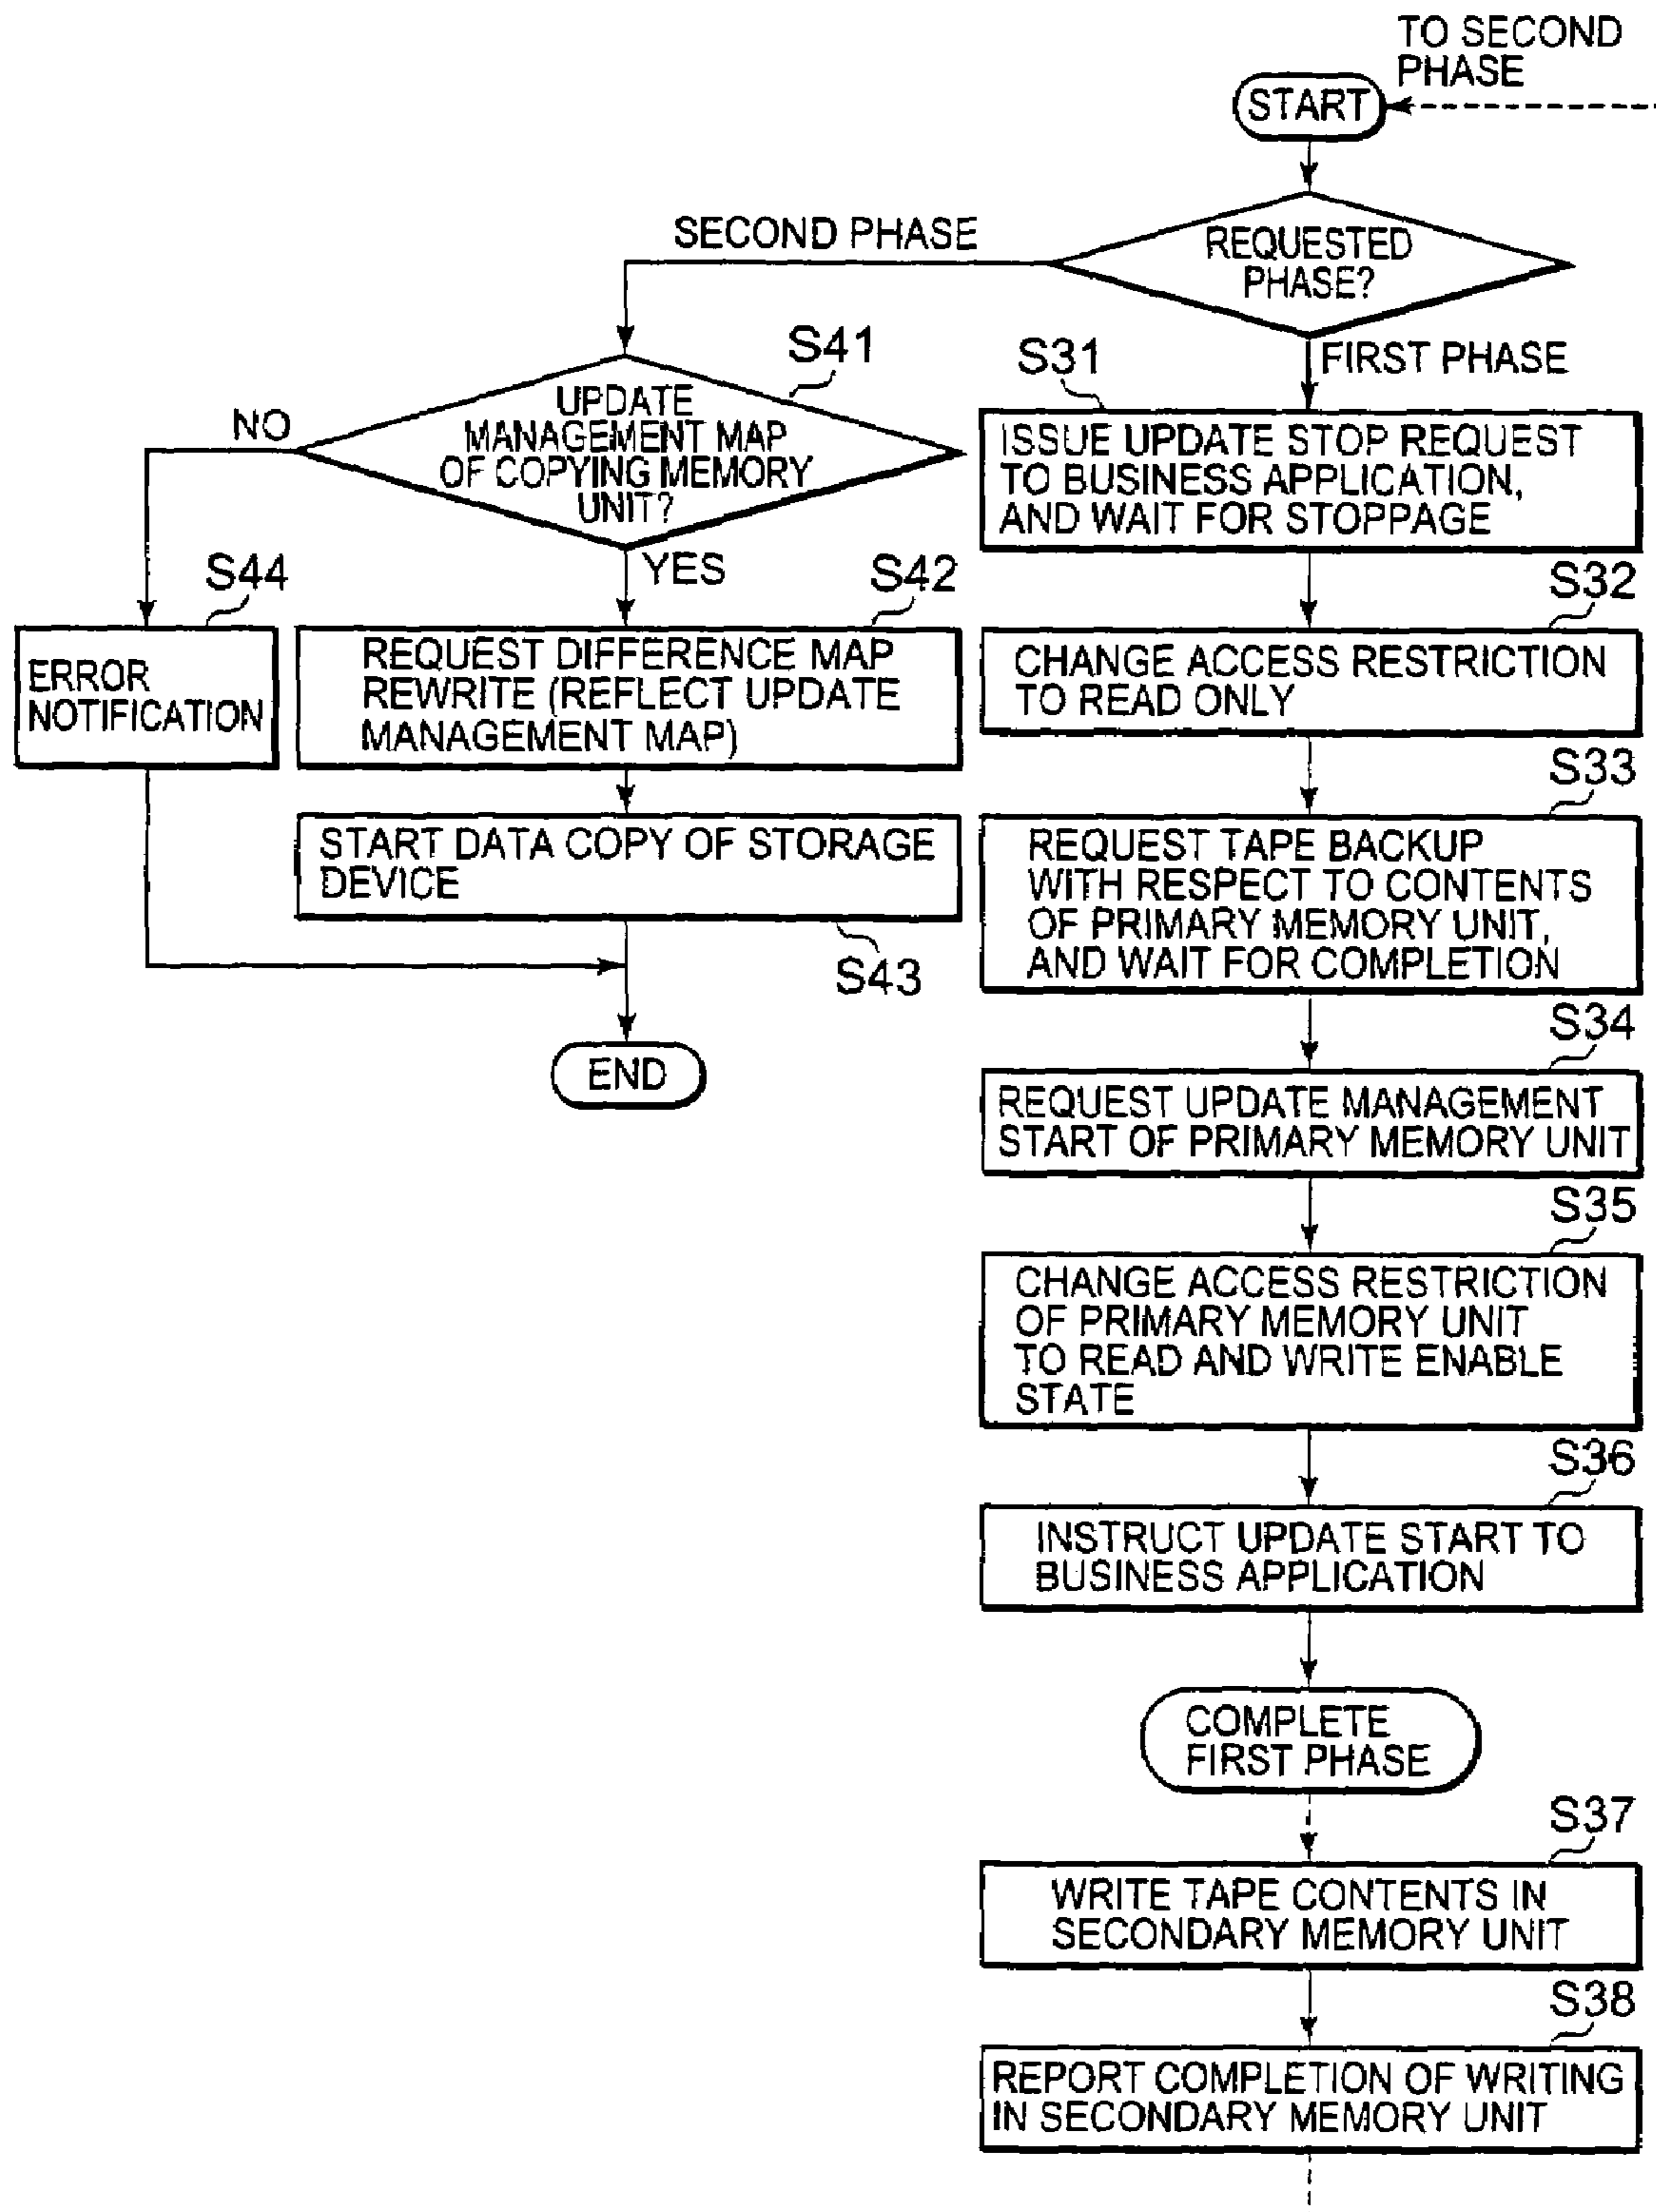 TO SECOND
PHASE
START
REQUESTED
PHASE?
SECOND PHASE
FIRST PHASE
S41
UPDATE
MANAGEMENT MAP
OF COPYING MEMORY
UNIT?
NO
YES
S44
ERROR
NOTIFICATION
S42
REQUEST DIFFERENCE MAP
REWRITE (REFLECT UPDATE
MANAGEMENT MAP)
START DATA COPY OF STORAGE
DEVICE
S43
END
S31
ISSUE UPDATE STOP REQUEST
TO BUSINESS APPLICATION,
AND WAIT FOR STOPPAGE
S32
CHANGE ACCESS RESTRICTION
TO READ ONLY
S33
REQUEST TAPE BACKUP
WITH RESPECT TO CONTENTS
OF PRIMARY MEMORY UNIT,
AND WAIT FOR COMPLETION
S34
REQUEST UPDATE MANAGEMENT
START OF PRIMARY MEMORY UNIT
S35
CHANGE ACCESS RESTRICTION
OF PRIMARY MEMORY UNIT
TO READ AND WRITE ENABLE
STATE
S36
INSTRUCT UPDATE START TO
BUSINESS APPLICATION
COMPLETE
FIRST PHASE
S37
WRITE TAPE CONTENTS IN
SECONDARY MEMORY UNIT
S38
REPORT COMPLETION OF WRITING
IN SECONDARY MEMORY UNIT